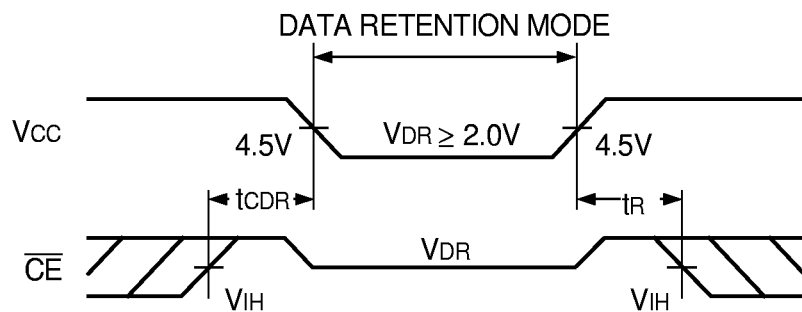 DATA RETENTION MODE
VCC
4.5V
VDR ≥ 2.0V
4.5V
tCDR
tR
CE
VDR
VIH
VIH